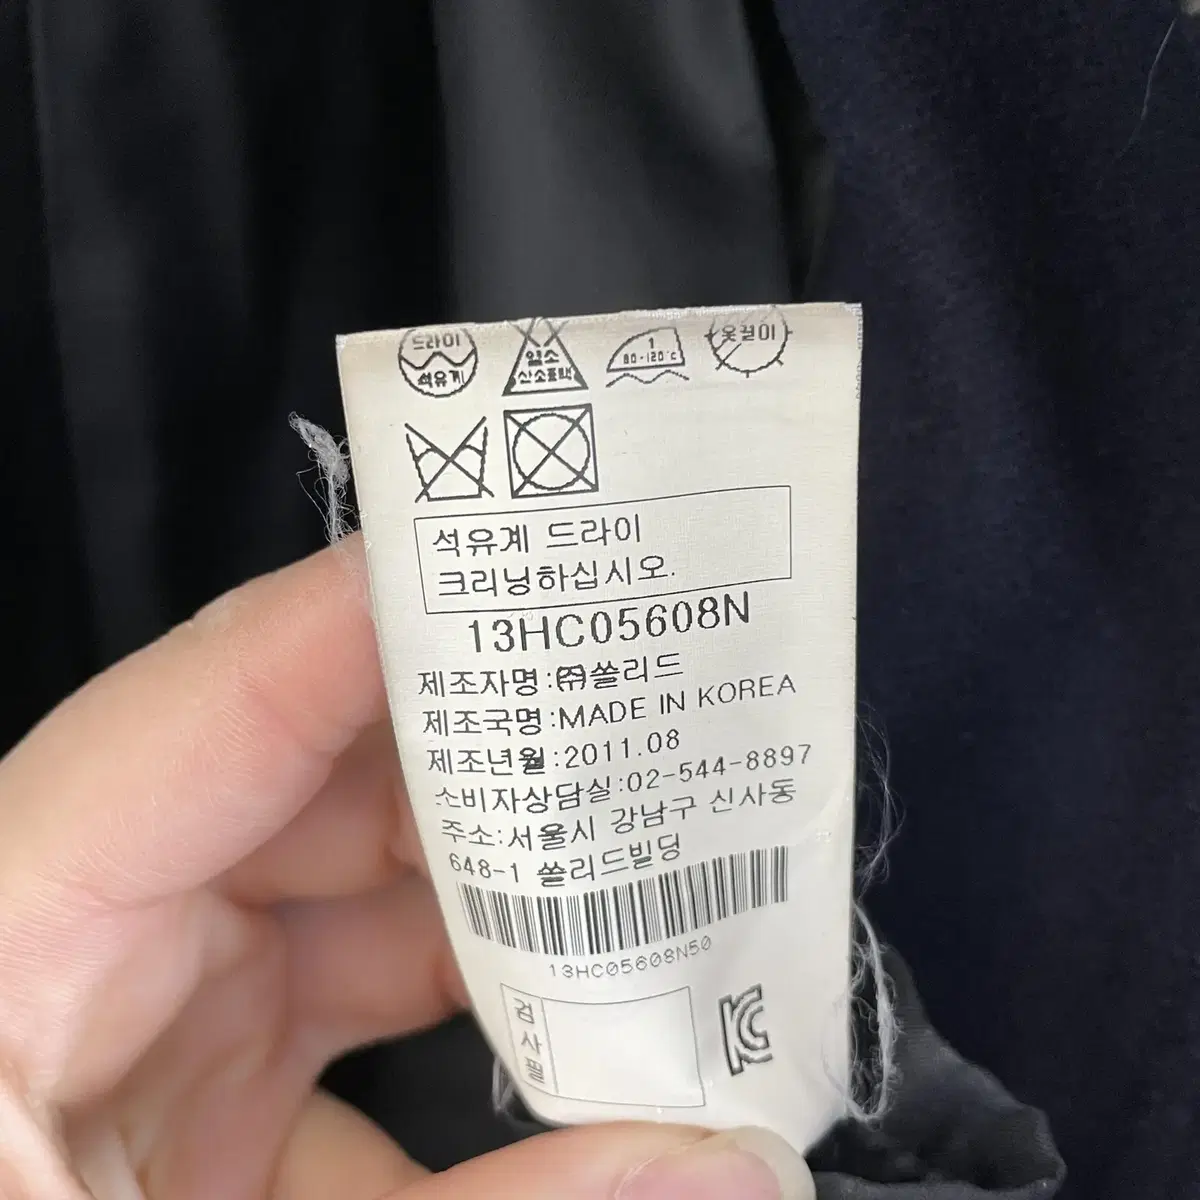 드라이 염소 1 옷걸이
석유계 산소표백 80-120°C
석유계 드라이
크리닝하십시오.
13HC05608N
제조자명:㈜쏠리드
제조국명:MADE IN KOREA
제조년월:2011.08
소비자상담실:02-544-8897
주소:서울시 강남구 신사동
648-1 쏠리드빌딩
13HC05608N50
검사필
KC